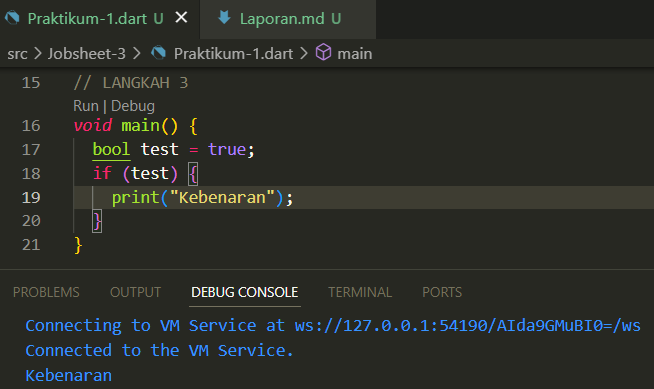 Praktikum-1.dart U
Laporan.md U
src > Jobsheet-3 > Praktikum-1.dart > main
15 // LANGKAH 3
Run | Debug
16 void main() {
17 bool test = true;
18 if (test) {
19 print("Kebenaran");
20 }
21 }
PROBLEMS OUTPUT DEBUG CONSOLE TERMINAL PORTS
Connecting to VM Service at ws://127.0.0.1:54190/AIda9GMuBI0=/ws
Connected to the VM Service.
Kebenaran